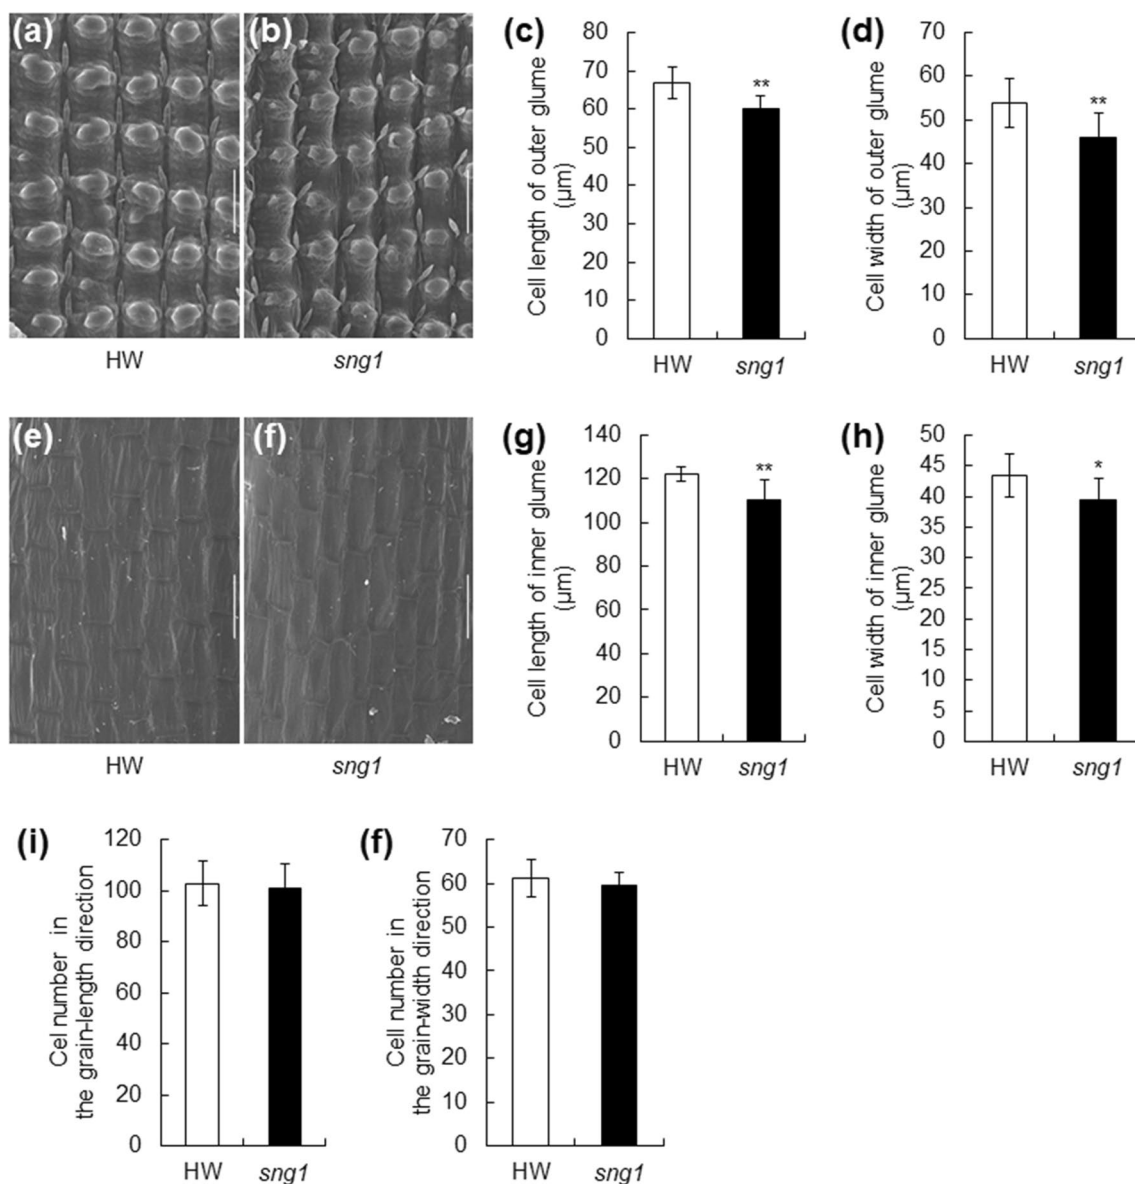 (a)
(b)
HW
sng1
(c)
Cell length of outer glume
(µm)
80
70
60
50
40
30
20
10
0
**
HW
sng1
(d)
Cell width of outer glume
(µm)
70
60
50
40
30
20
10
0
**
HW
sng1
(e)
(f)
HW
sng1
(g)
Cell length of inner glume
(µm)
140
120
100
80
60
40
20
0
**
HW
sng1
(h)
Cell width of inner glume
(µm)
50
45
40
35
30
25
20
15
10
5
0
*
HW
sng1
(i)
Cel number in
the grain-length direction
120
100
80
60
40
20
0
HW
sng1
(f)
Cell number in
the grain-width direction
70
60
50
40
30
20
10
0
HW
sng1